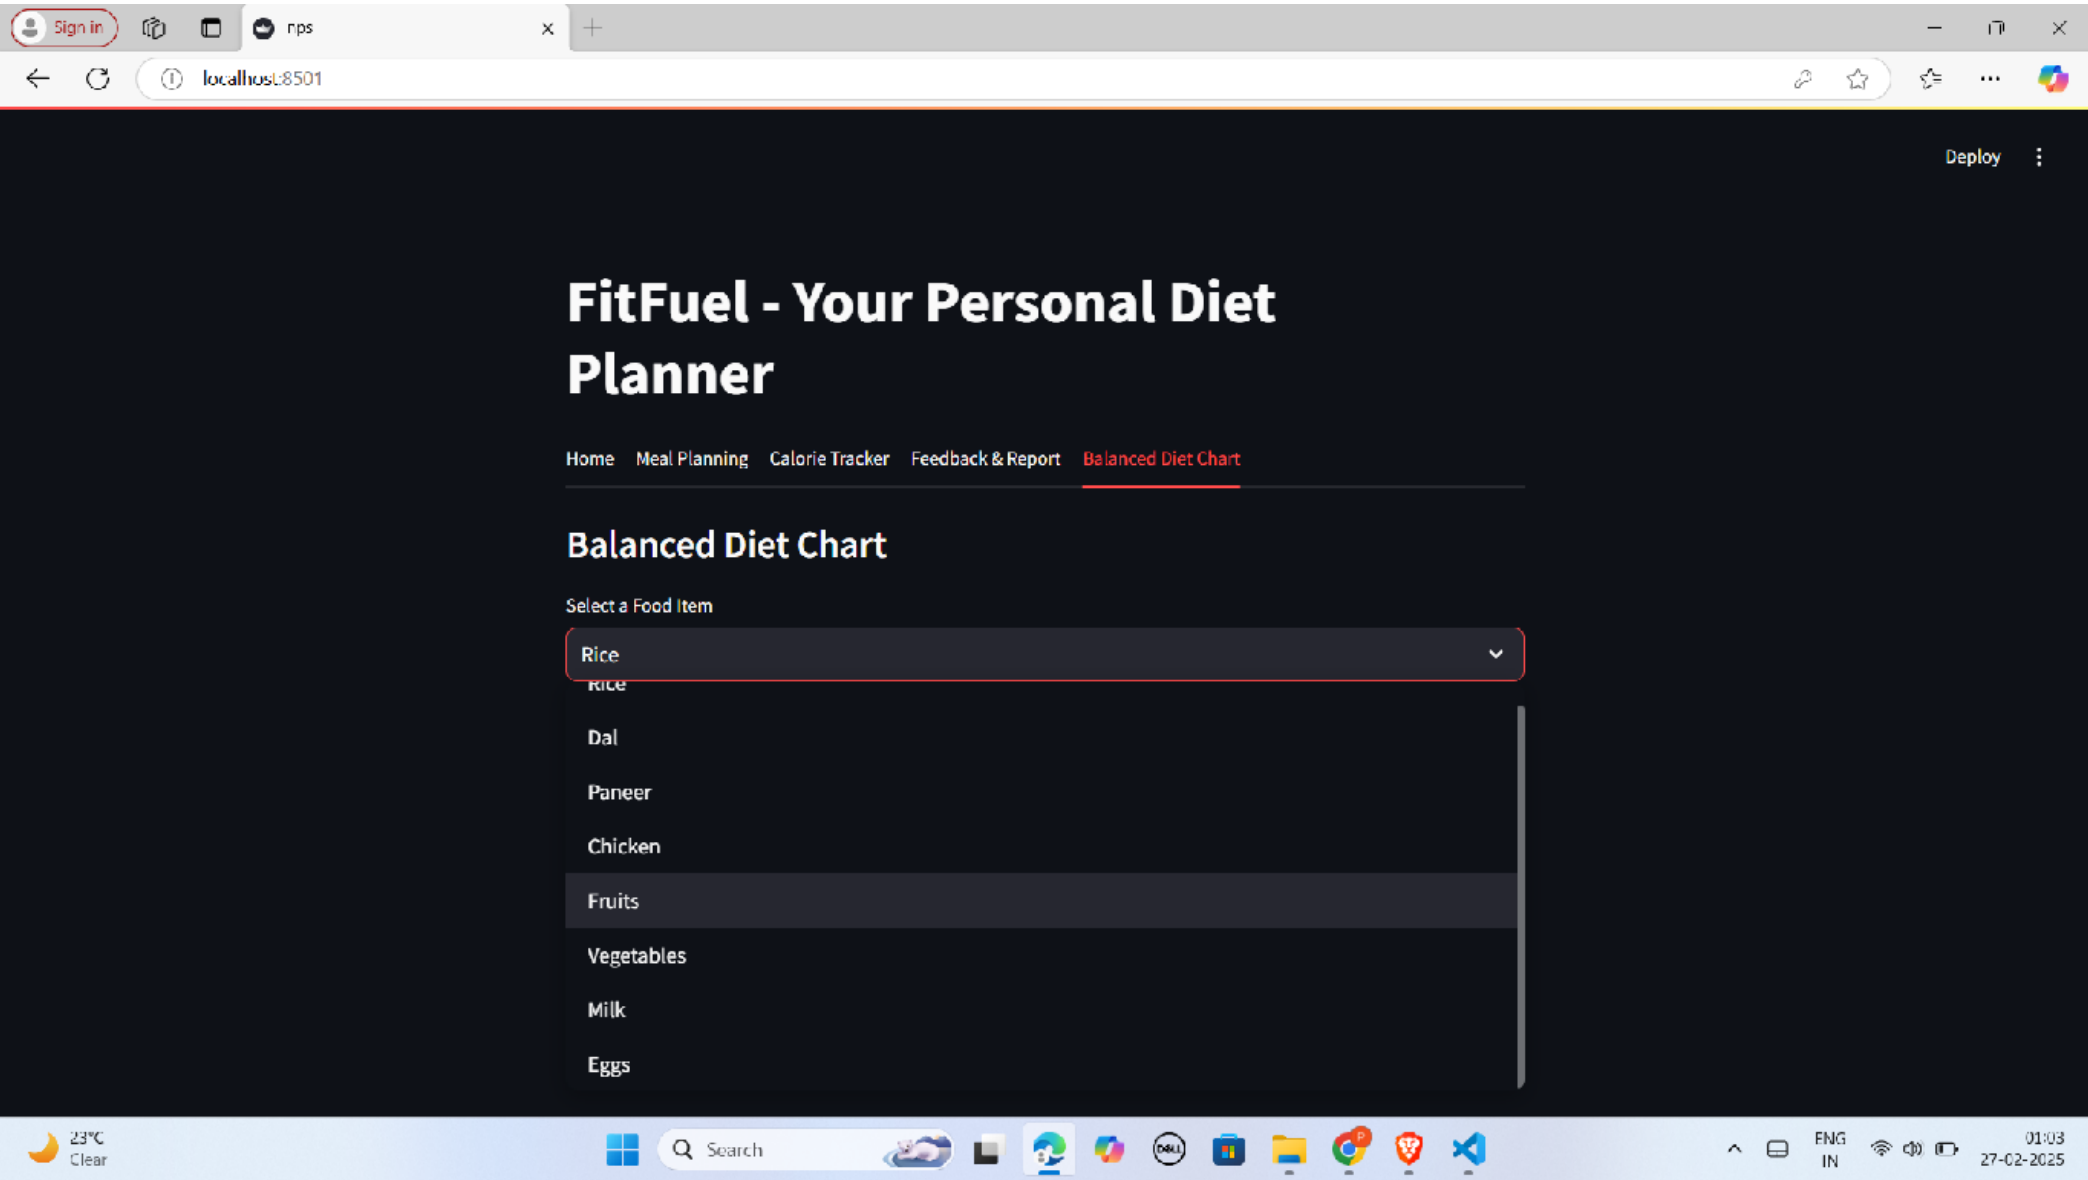 Sign in
nps
localhost:8501
Deploy
FitFuel - Your Personal Diet
Planner
Home Meal Planning Calorie Tracker Feedback & Report Balanced Diet Chart
Balanced Diet Chart
Select a Food Item
Rice
Rice
Dal
Paneer
Chicken
Fruits
Vegetables
Milk
Eggs
23°C
Clear
Search
DELL
P
ENG
IN
01:03
27-02-2025